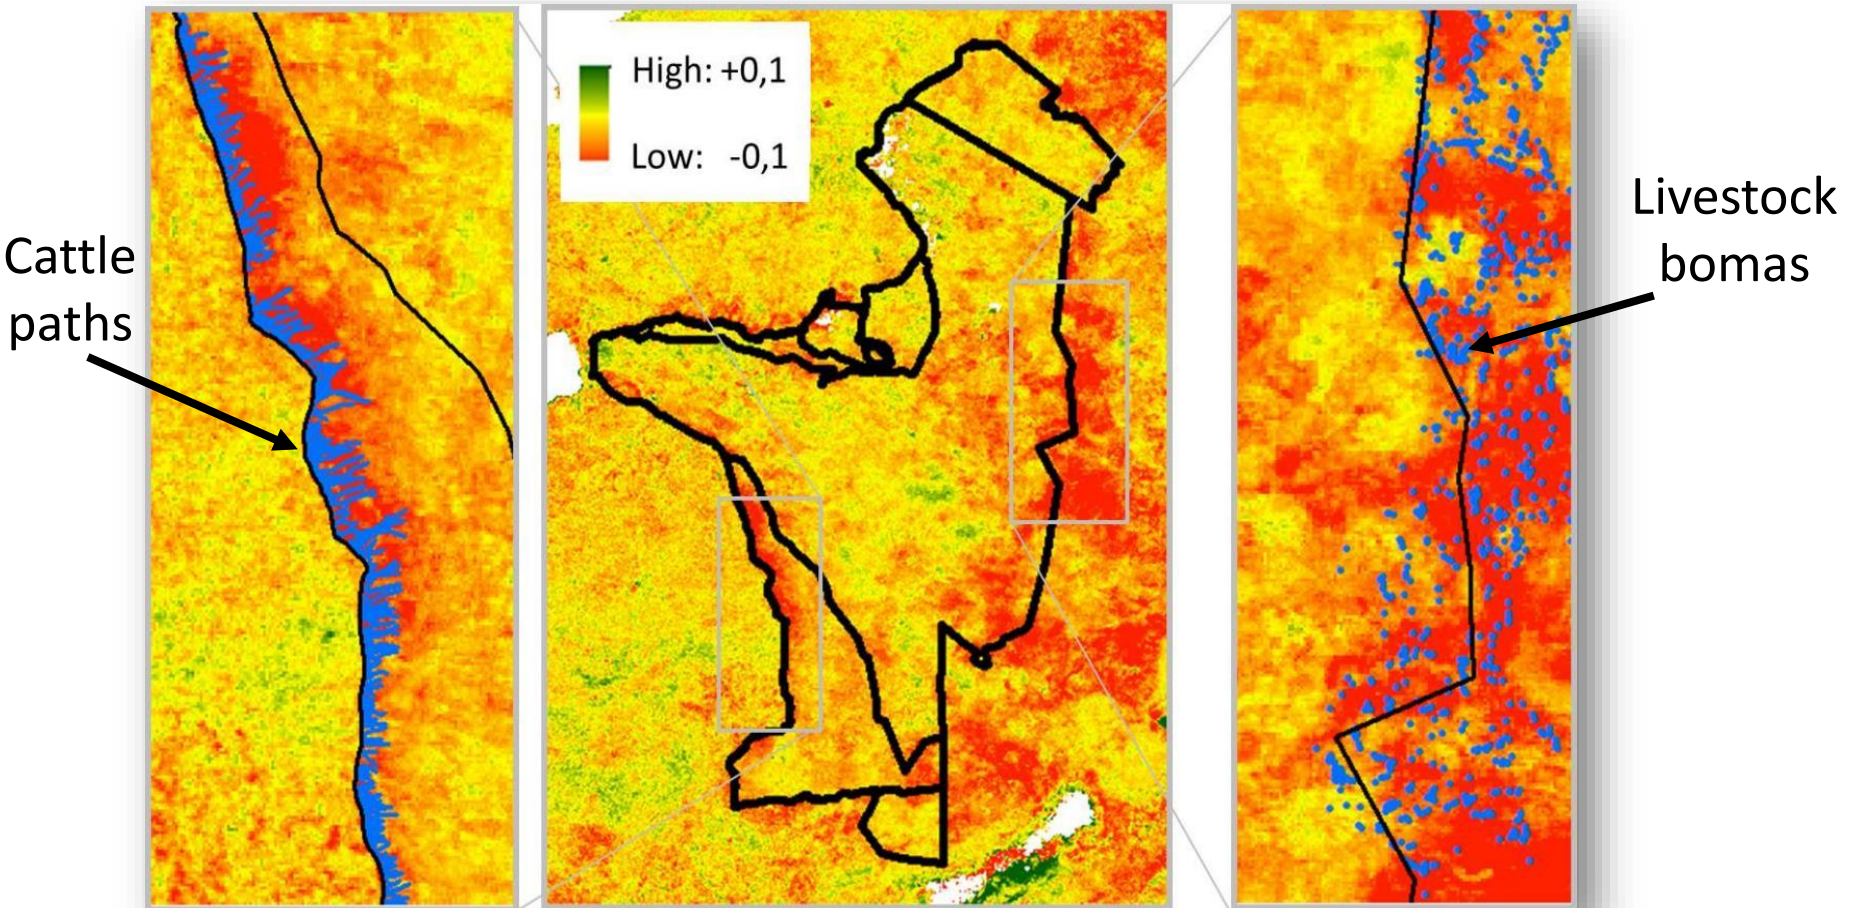 Cattle
paths
High: +0,1
Low: -0,1
Livestock
bomas